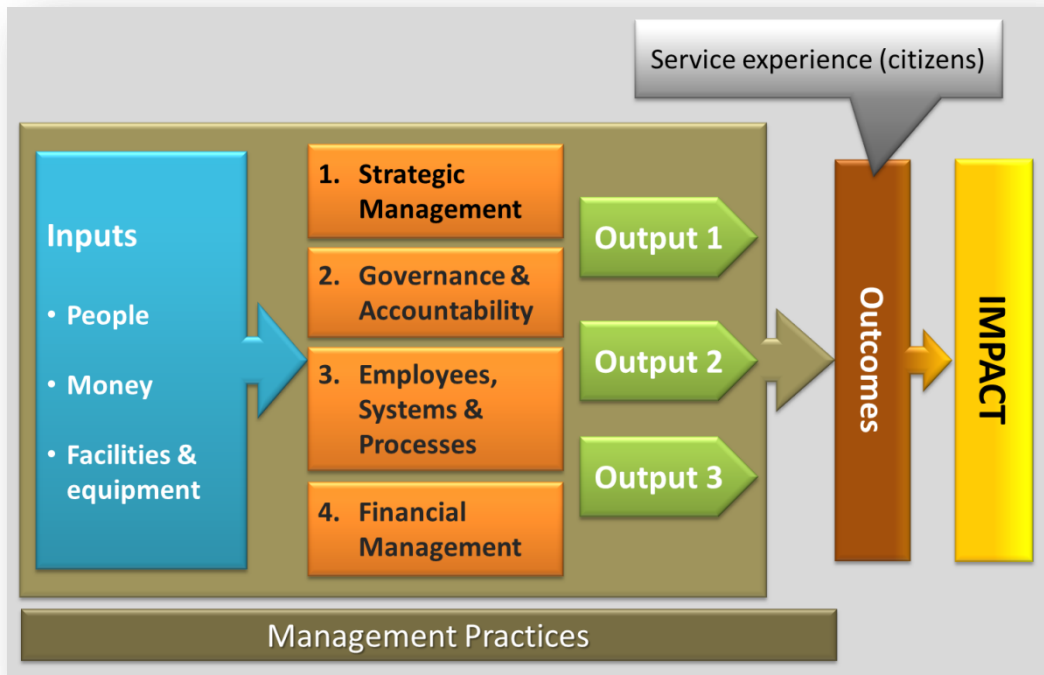 Service experience (citizens)
Inputs
• People
• Money
• Facilities &
equipment
1. Strategic
Management
2. Governance &
Accountability
3. Employees,
Systems &
Processes
4. Financial
Management
Output 1
Output 2
Output 3
Outcomes
IMPACT
Management Practices